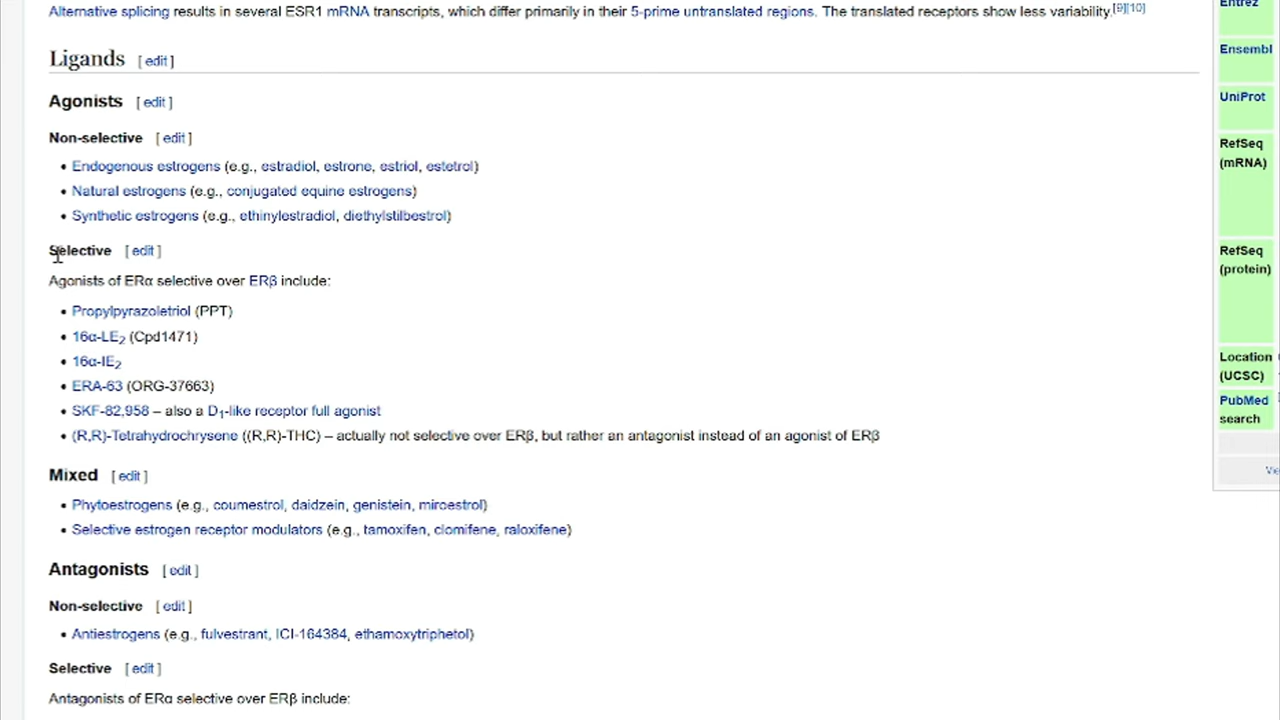 Alternative splicing results in several ESR1 mRNA transcripts, which differ primarily in their 5-prime untranslated regions. The translated receptors show less variability.[9][10]
Ligands [ edit ]
Agonists [ edit ]
Non-selective [ edit ]
• Endogenous estrogens (e.g., estradiol, estrone, estriol, estetrol)
• Natural estrogens (e.g., conjugated equine estrogens)
• Synthetic estrogens (e.g., ethinylestradiol, diethylstilbestrol)
Selective [ edit ]
Agonists of ERα selective over ERβ include:
• Propylpyrazoletriol (PPT)
• 16α-LE2 (Cpd1471)
• 16α-IE2
• ERA-63 (ORG-37663)
• SKF-82,958 – also a D1-like receptor full agonist
• (R,R)-Tetrahydrochrysene ((R,R)-THC) – actually not selective over ERβ, but rather an antagonist instead of an agonist of ERβ
Mixed [ edit ]
• Phytoestrogens (e.g., coumestrol, daidzein, genistein, miroestrol)
• Selective estrogen receptor modulators (e.g., tamoxifen, clomifene, raloxifene)
Antagonists [ edit ]
Non-selective [ edit ]
• Antiestrogens (e.g., fulvestrant, ICI-164384, ethamoxytriphetol)
Selective [ edit ]
Antagonists of ERα selective over ERβ include:
Entrez
Ensembl
UniProt
RefSeq
(mRNA)
RefSeq
(protein)
Location
(UCSC)
PubMed
search